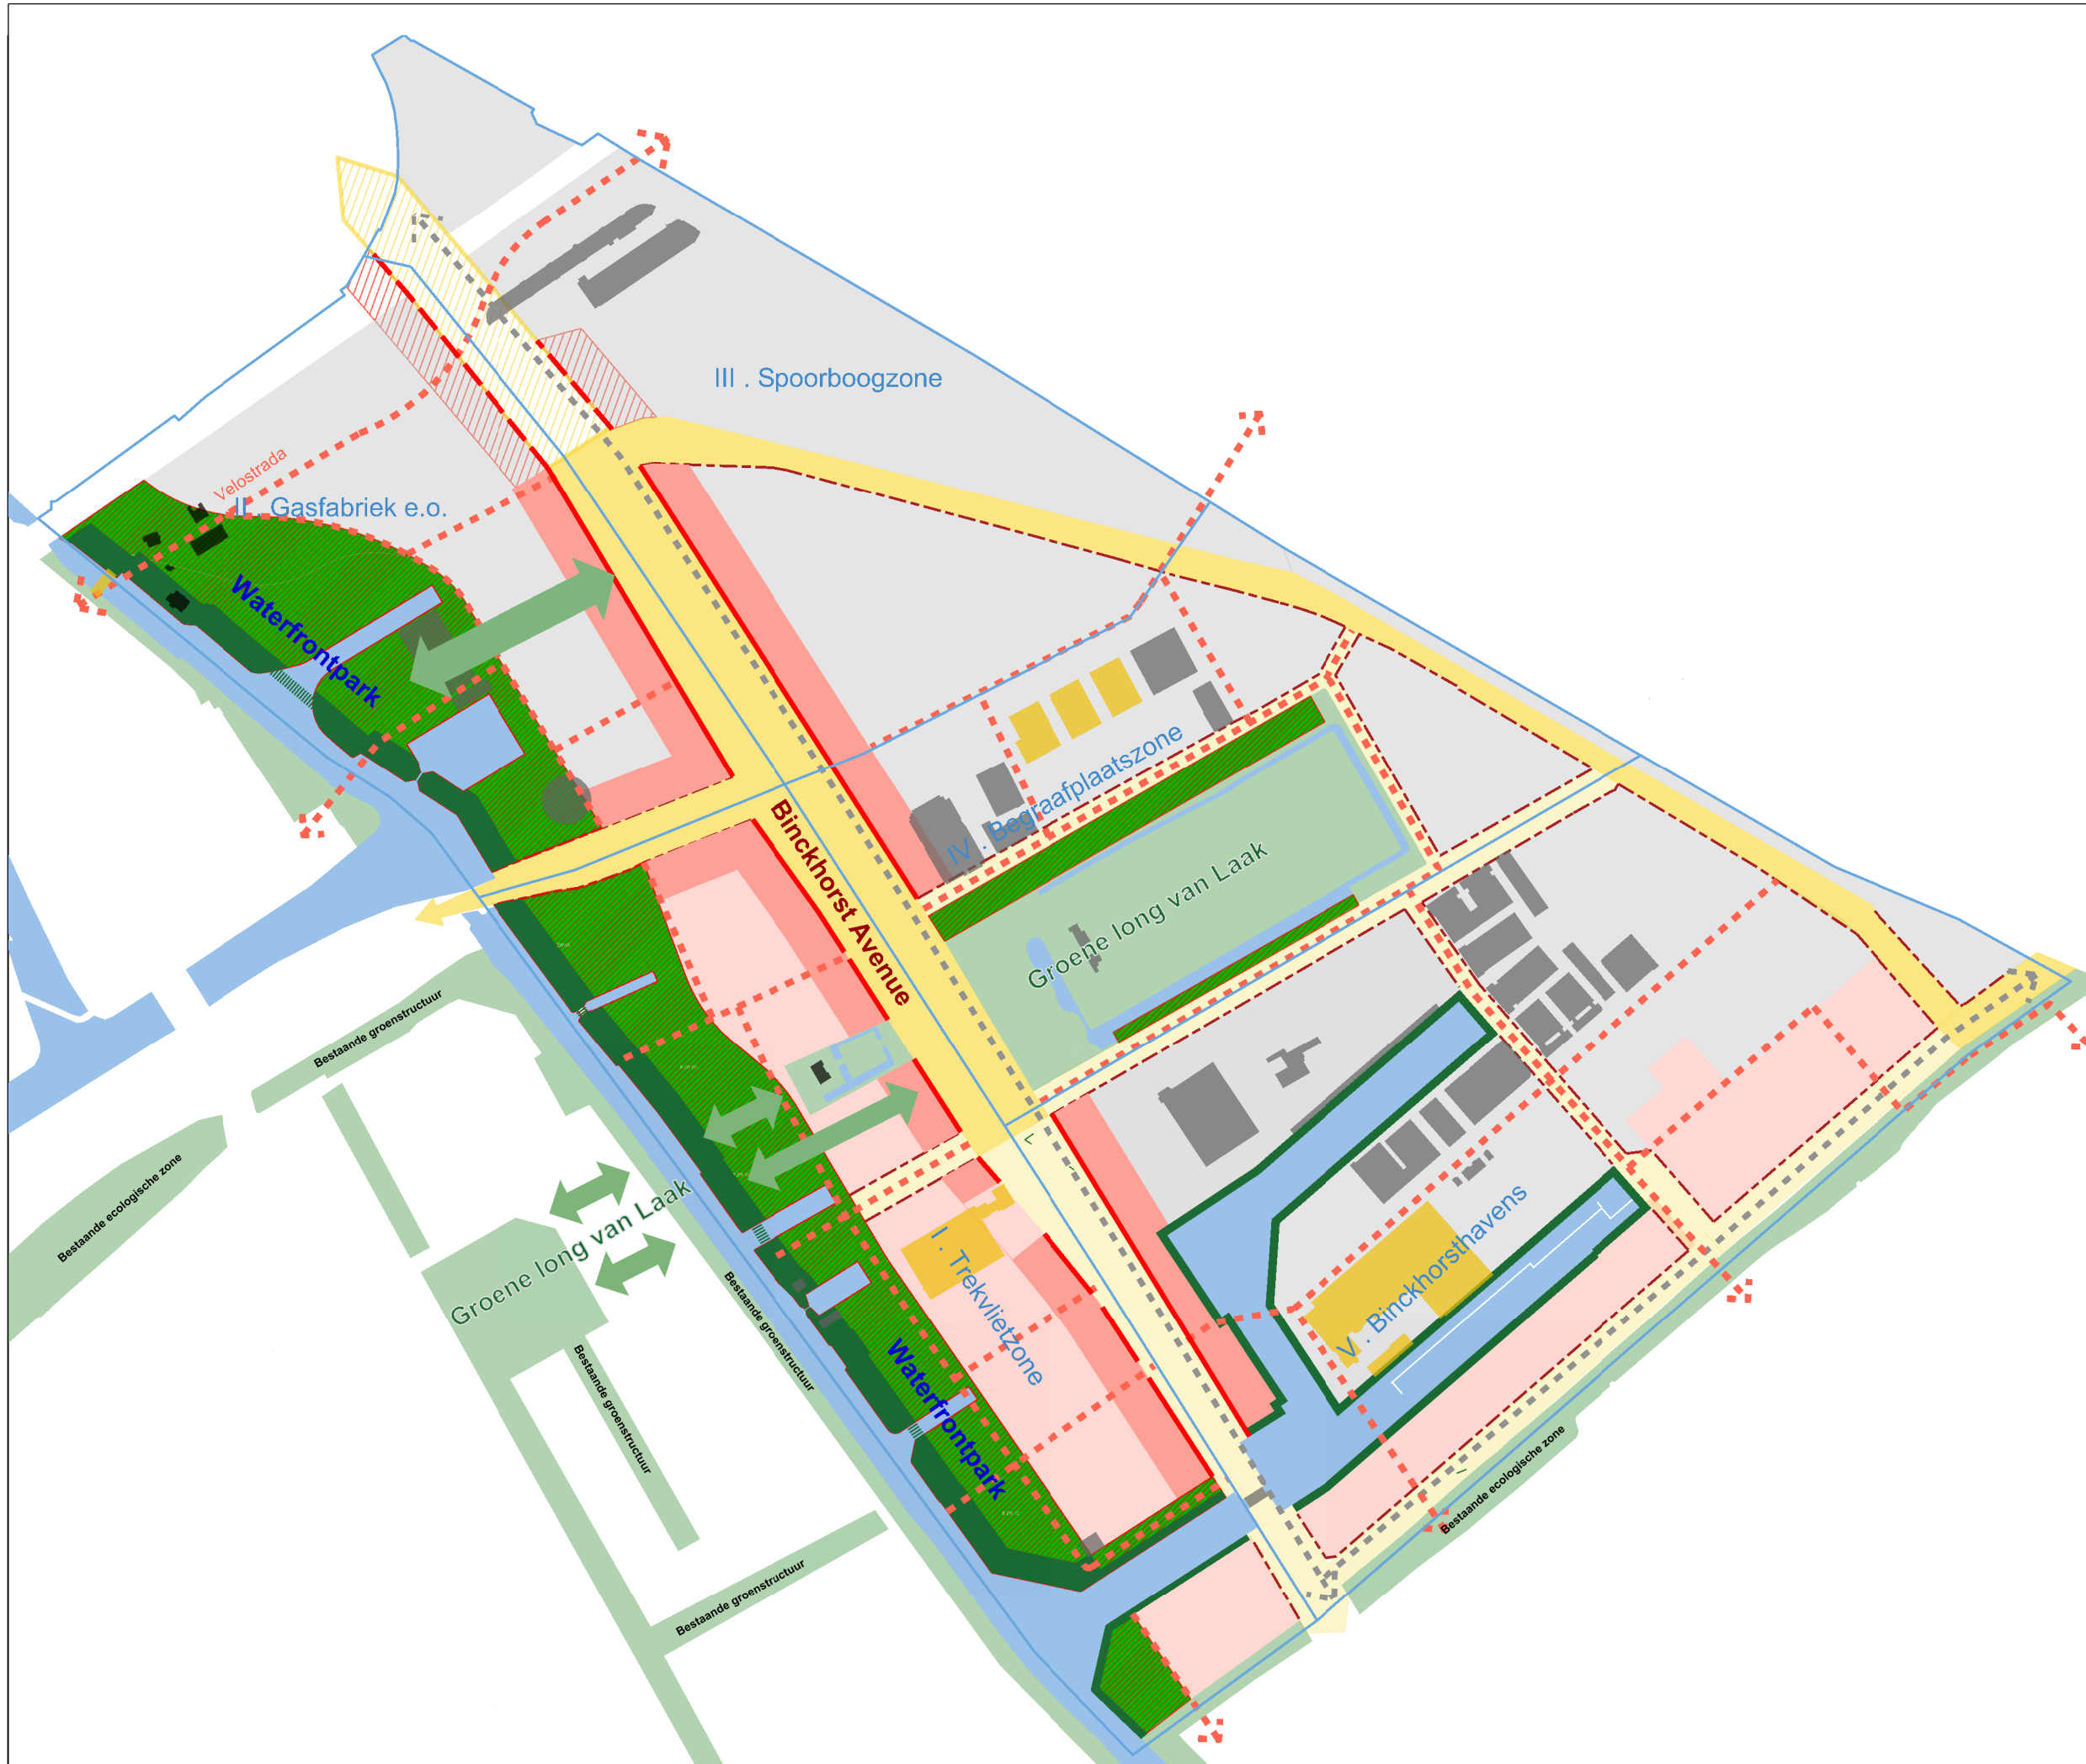 III . Spoorboogzone
Velostrada
II . Gasfabriek e.o.
Waterfrontpark
IV . Begraafplaatszone
Binckhorst Avenue
Groene long van Laak
Bestaande groenstructuur
Bestaande ecologische zone
Groene long van Laak
I . Trekvlietzone
V . Binckhorsthavens
Bestaande groenstructuur
Bestaande groenstructuur
Waterfrontpark
Bestaande ecologische zone
Bestaande groenstructuur